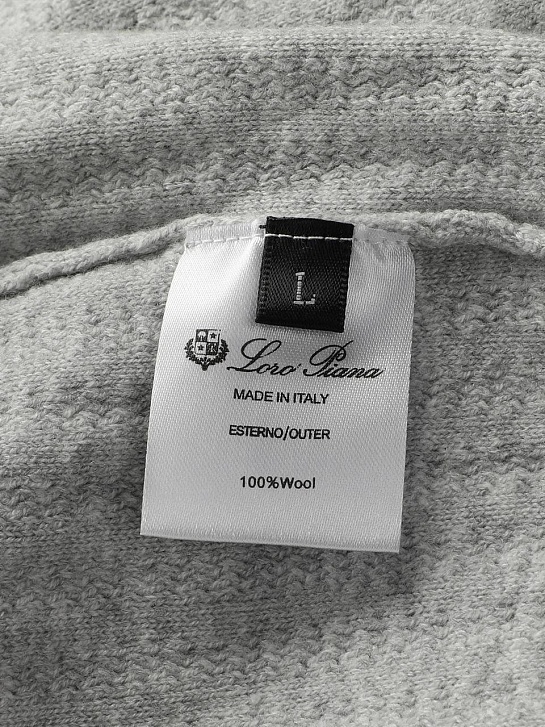 L
Loro Piana
MADE IN ITALY
ESTERNO/OUTER
100%Wool